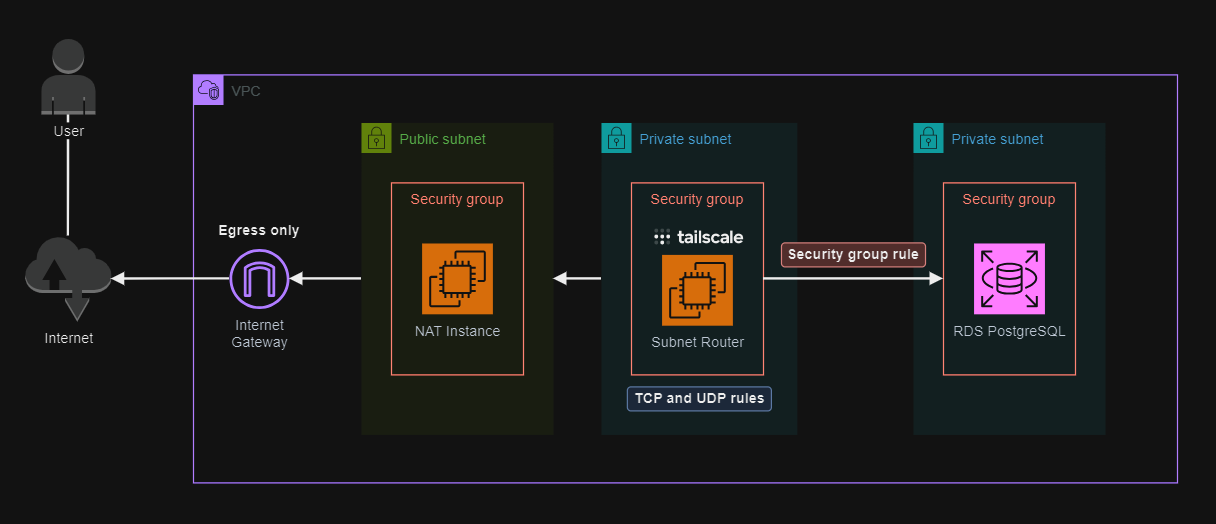 User
Internet
VPC
Egress only
Internet
Gateway
Public subnet
Security group
NAT Instance
Private subnet
Security group
tailscale
Subnet Router
TCP and UDP rules
Security group rule
Private subnet
Security group
RDS PostgreSQL